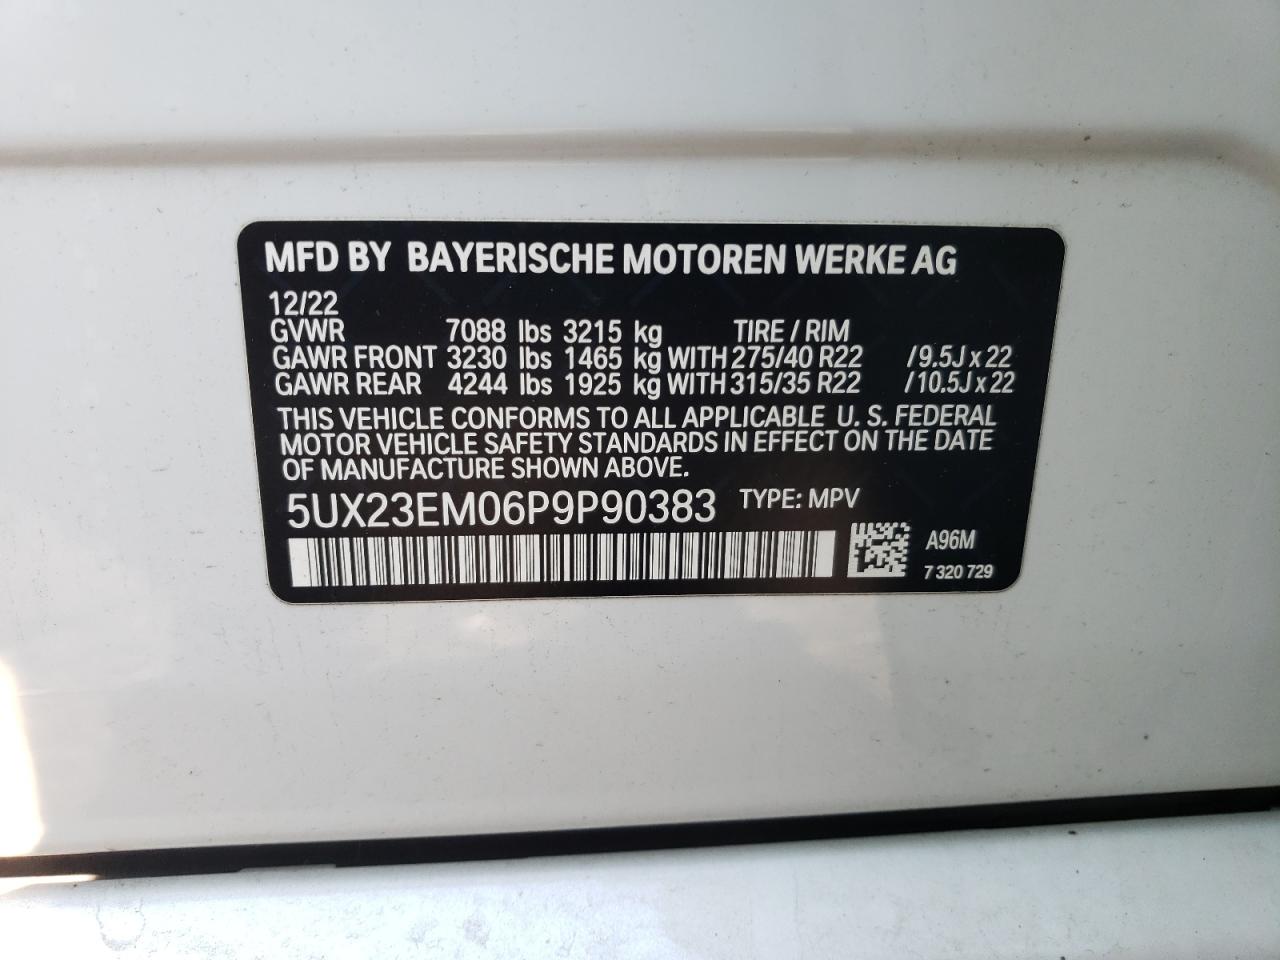 MFD BY BAYERISCHE MOTOREN WERKE AG
12/22
GVWR 7088 lbs 3215 kg TIRE / RIM
GAWR FRONT 3230 lbs 1465 kg WITH 275/40 R22 /9.5J x 22
GAWR REAR 4244 lbs 1925 kg WITH 315/35 R22 /10.5J x 22
THIS VEHICLE CONFORMS TO ALL APPLICABLE U. S. FEDERAL
MOTOR VEHICLE SAFETY STANDARDS IN EFFECT ON THE DATE
OF MANUFACTURE SHOWN ABOVE.
5UX23EM06P9P90383 TYPE: MPV
A96M
7 320 729